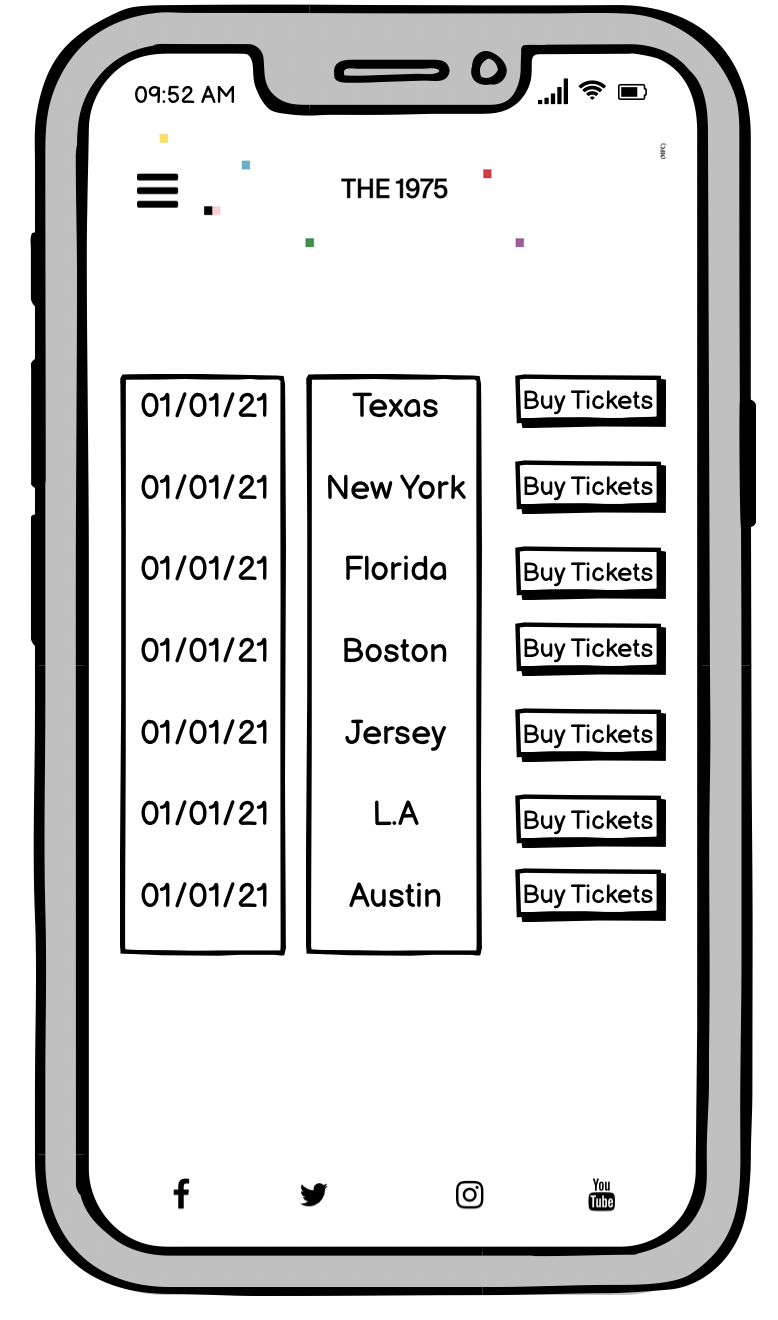 09:52 AM
(MFC)
THE 1975
01/01/21 Texas Buy Tickets
01/01/21 New York Buy Tickets
01/01/21 Florida Buy Tickets
01/01/21 Boston Buy Tickets
01/01/21 Jersey Buy Tickets
01/01/21 L.A Buy Tickets
01/01/21 Austin Buy Tickets
You
Tube